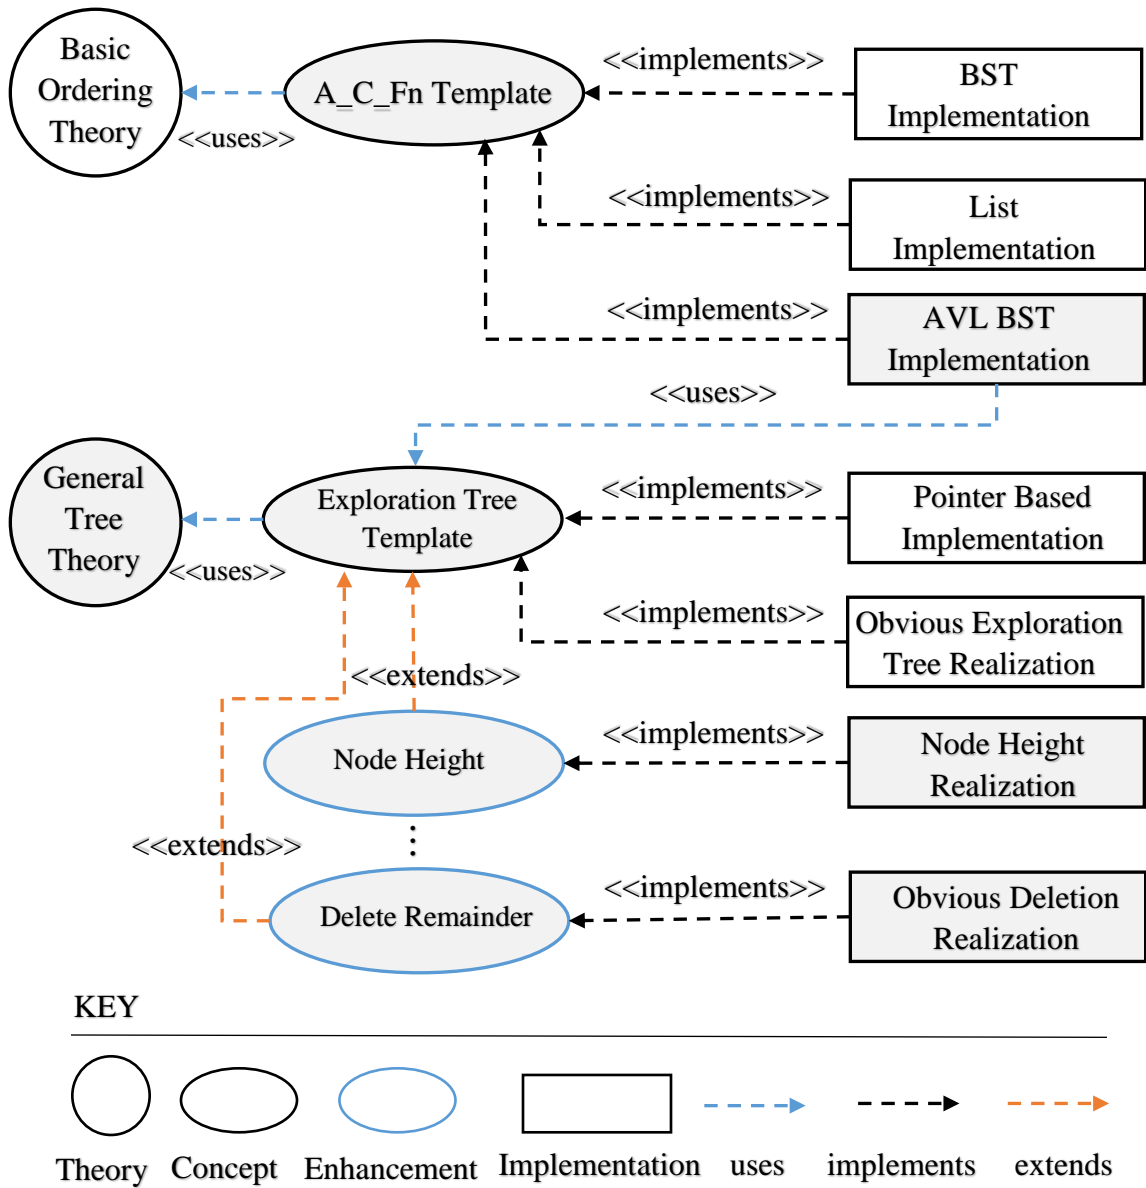 Basic
Ordering
Theory
<<uses>>
A_C_Fn Template
<<implements>>
BST
Implementation
<<implements>>
List
Implementation
<<implements>>
AVL BST
Implementation
<<uses>>
General
Tree
Theory
<<uses>>
Exploration Tree
Template
<<implements>>
Pointer Based
Implementation
<<implements>>
Obvious Exploration
Tree Realization
<<extends>>
Node Height
<<implements>>
Node Height
Realization
<<extends>>
Delete Remainder
<<implements>>
Obvious Deletion
Realization
KEY
Theory
Concept
Enhancement
Implementation
uses
implements
extends